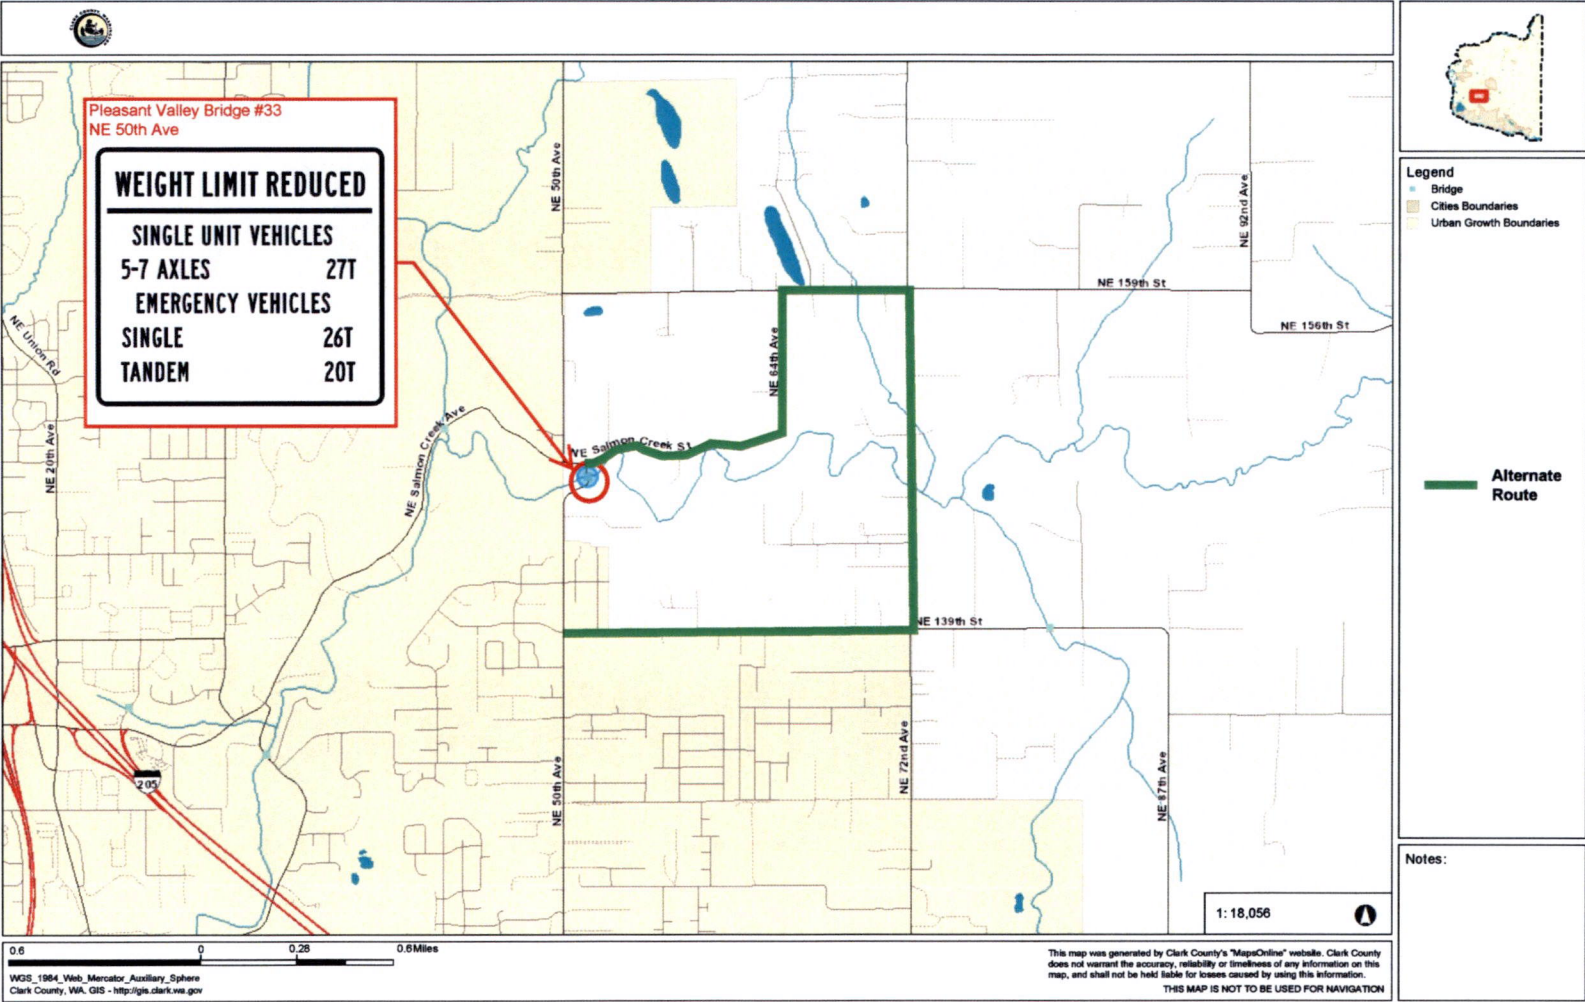 Pleasant Valley Bridge #33
NE 50th Ave
WEIGHT LIMIT REDUCED
SINGLE UNIT VEHICLES
5-7 AXLES 27T
EMERGENCY VEHICLES
SINGLE 26T
TANDEM 20T
NE 50th Ave
NE 92nd Ave
NE 159th St
NE 156th St
NE Union Rd
NE 64th Ave
NE 20th Ave
NE Salmon Creek Ave
NE Salmon Creek St
NE 139th St
NE 50th Ave
NE 72nd Ave
NE 87th Ave
205
1: 18,056
Legend
Bridge
Cities Boundaries
Urban Growth Boundaries
Alternate
Route
Notes:
0.6 0 0.28 0.6Miles
WGS_1984_Web_Mercator_Auxiliary_Sphere
Clark County, WA. GIS - http://gis.clark.wa.gov
This map was generated by Clark County's "MapsOnline" website. Clark County
does not warrant the accuracy, reliability or timeliness of any information on this
map, and shall not be held liable for losses caused by using this information.
THIS MAP IS NOT TO BE USED FOR NAVIGATION